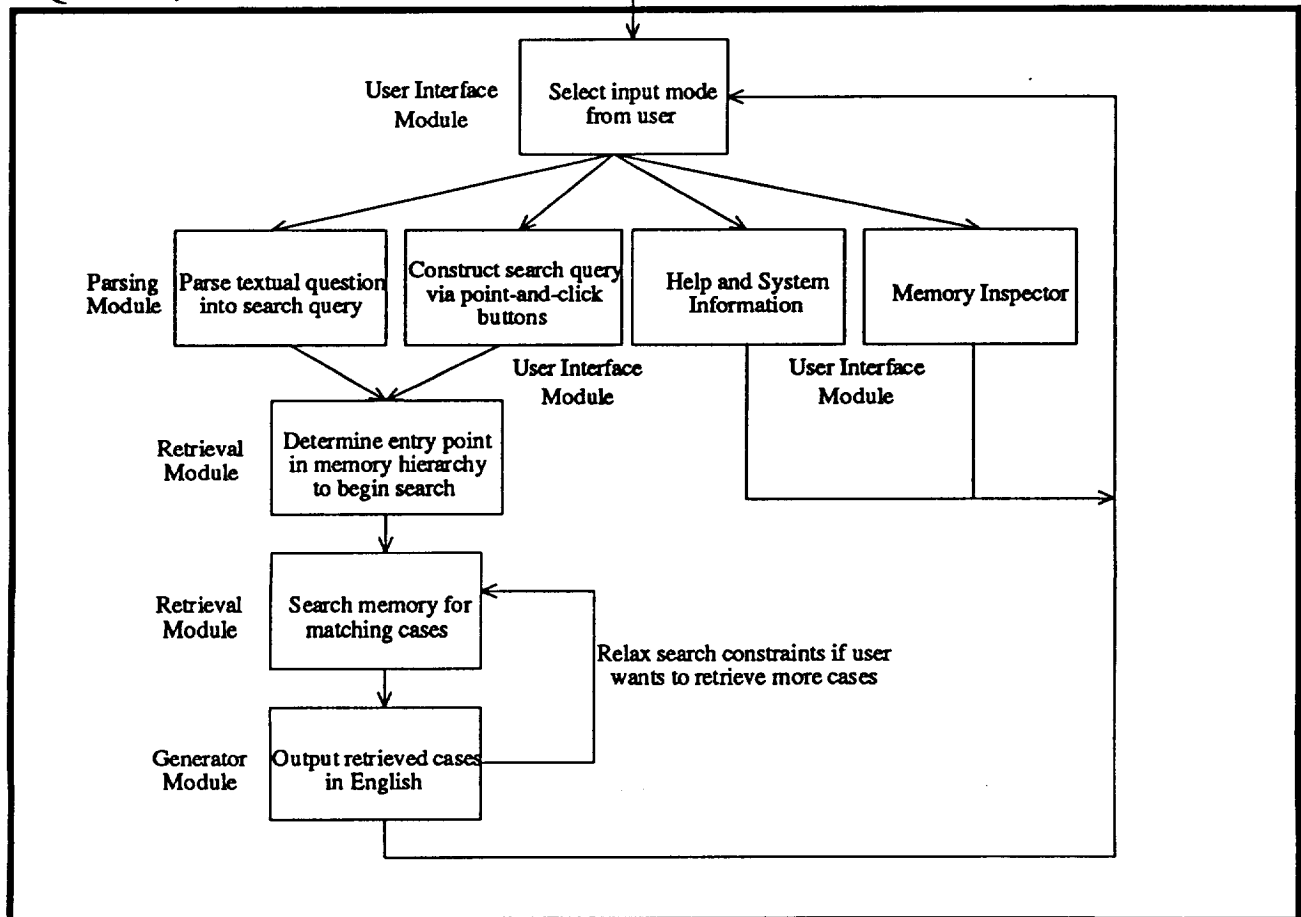 User Interface
Module
Select input mode
from user
Parsing
Module
Parse textual question
into search query
Construct search query
via point-and-click
buttons
Help and System
Information
Memory Inspector
User Interface
Module
User Interface
Module
Retrieval
Module
Determine entry point
in memory hierarchy
to begin search
Retrieval
Module
Search memory for
matching cases
Relax search constraints if user
wants to retrieve more cases
Generator
Module
Output retrieved cases
in English